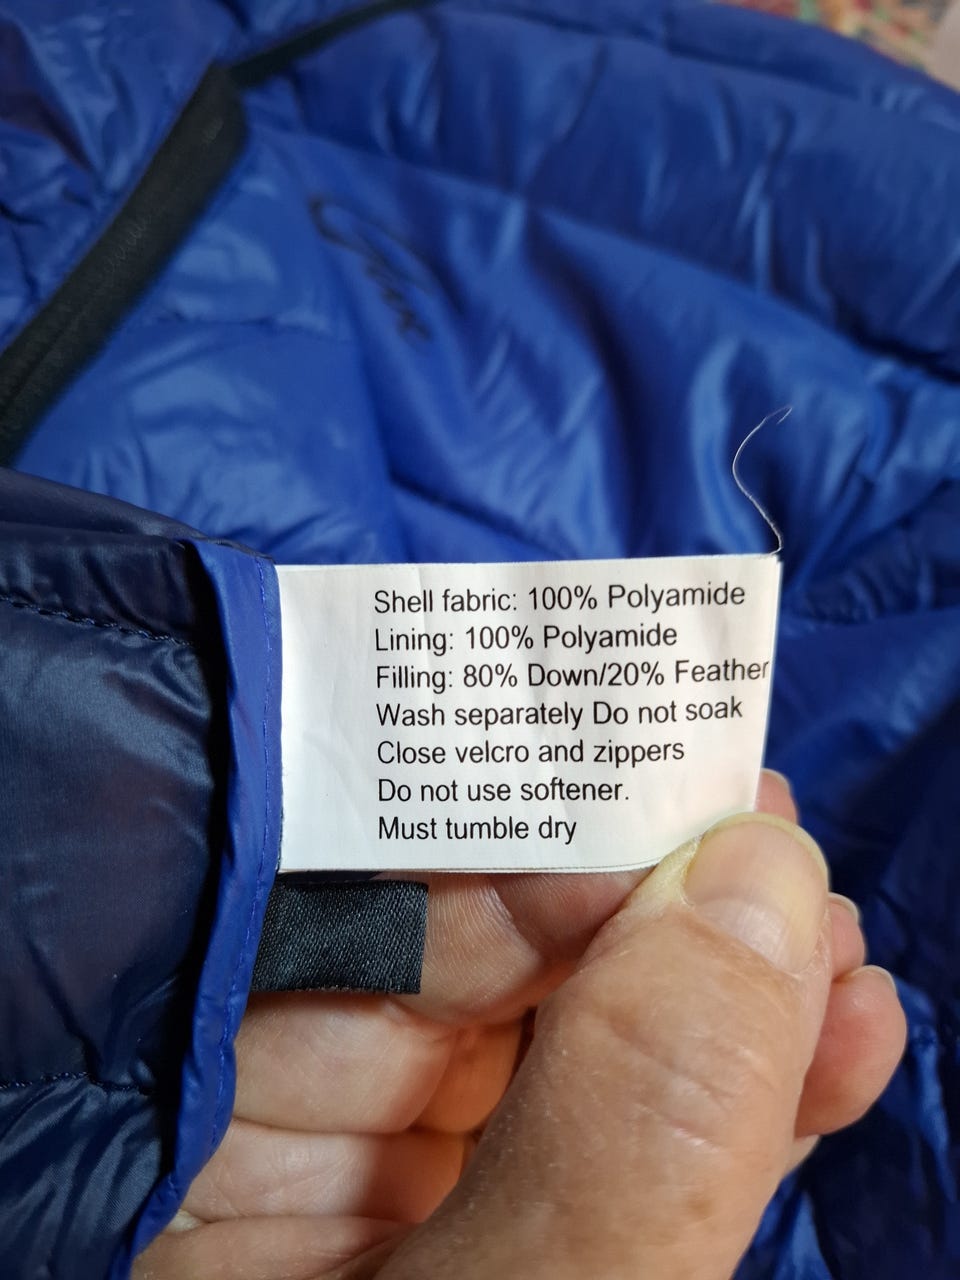 Shell fabric: 100% Polyamide
Lining: 100% Polyamide
Filling: 80% Down/20% Feather
Wash separately Do not soak
Close velcro and zippers
Do not use softener.
Must tumble dry